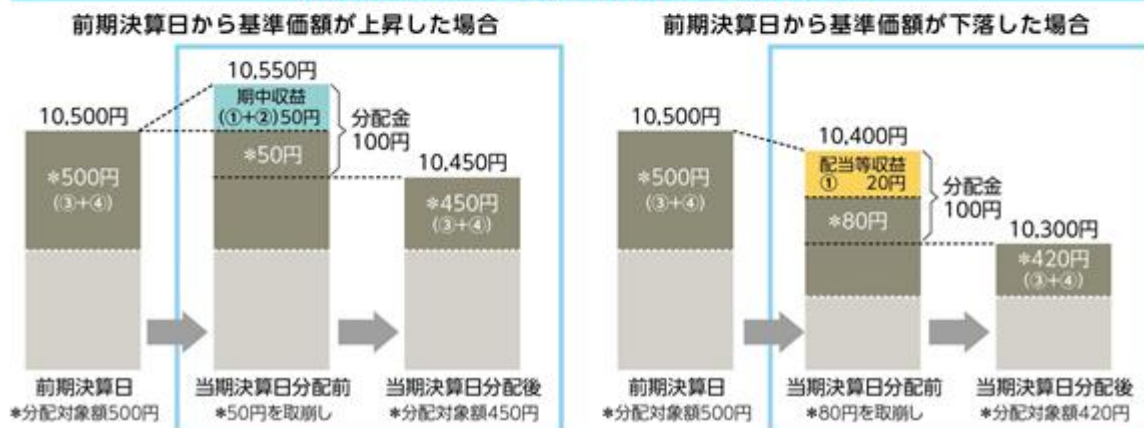 前期決算日から基準価額が上昇した場合
10,550円
期中収益
(①+②)50円
分配金
100円
10,500円
*50円
10,450円
*500円
(③+④)
*450円
(③+④)
前期決算日
*分配対象額500円
当期決算日分配前
*50円を取崩し
当期決算日分配後
*分配対象額450円
前期決算日から基準価額が下落した場合
10,500円
10,400円
配当等収益
① 20円
分配金
100円
*500円
(③+④)
*80円
10,300円
*420円
(③+④)
前期決算日
*分配対象額500円
当期決算日分配前
*80円を取崩し
当期決算日分配後
*分配対象額420円